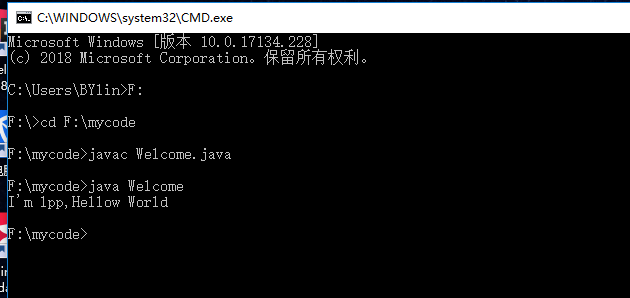 C:\WINDOWS\system32\CMD.exe
Microsoft Windows [版本 10.0.17134.228]
(c) 2018 Microsoft Corporation。保留所有权利。
C:\Users\BYlin>F:
F:\>cd F:\mycode
F:\mycode>javac Welcome.java
F:\mycode>java Welcome
I'm lpp,Hellow World
F:\mycode>